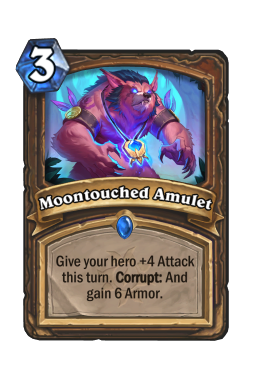 3
Moontouched Amulet
Give your hero +4 Attack
this turn. Corrupt: And
gain 6 Armor.